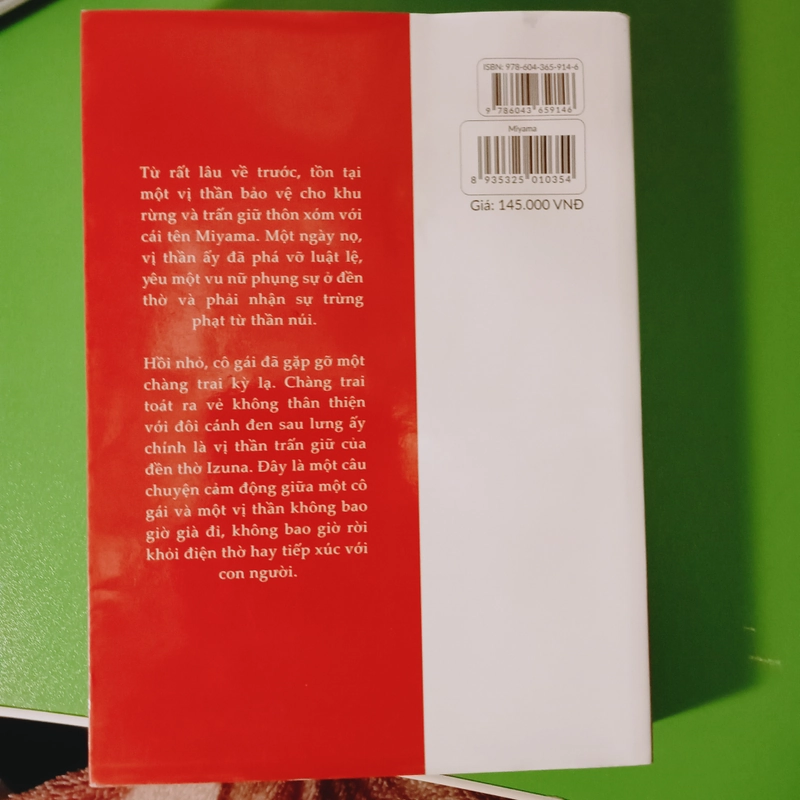 ISBN: 978-604-365-914-6
9 786043 659146
Miyama
8 935325 010354
Giá: 145.000 VNĐ
Từ rất lâu về trước, tồn tại
một vị thần bảo vệ cho khu
rừng và trấn giữ thôn xóm với
cái tên Miyama. Một ngày nọ,
vị thần ấy đã phá vỡ luật lệ,
yêu một vu nữ phụng sự ở đền
thờ và phải nhận sự trừng
phạt từ thần núi.
Hồi nhỏ, cô gái đã gặp gỡ một
chàng trai kỳ lạ. Chàng trai
toát ra vẻ không thân thiện
với đôi cánh đen sau lưng ấy
chính là vị thần trấn giữ của
đền thờ Izuna. Đây là một câu
chuyện cảm động giữa một cô
gái và một vị thần không bao
giờ già đi, không bao giờ rời
khỏi điện thờ hay tiếp xúc với
con người.